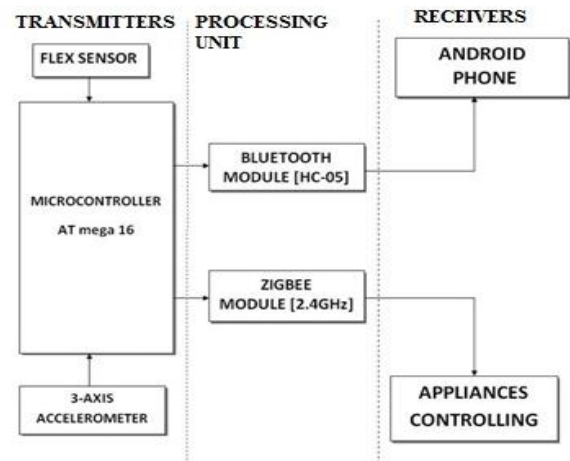 TRANSMITTERS
PROCESSING
UNIT
RECEIVERS
FLEX SENSOR
MICROCONTROLLER
AT mega 16
3-AXIS
ACCELEROMETER
BLUETOOTH
MODULE [HC-05]
ZIGBEE
MODULE [2.4GHz]
ANDROID
PHONE
APPLIANCES
CONTROLLING